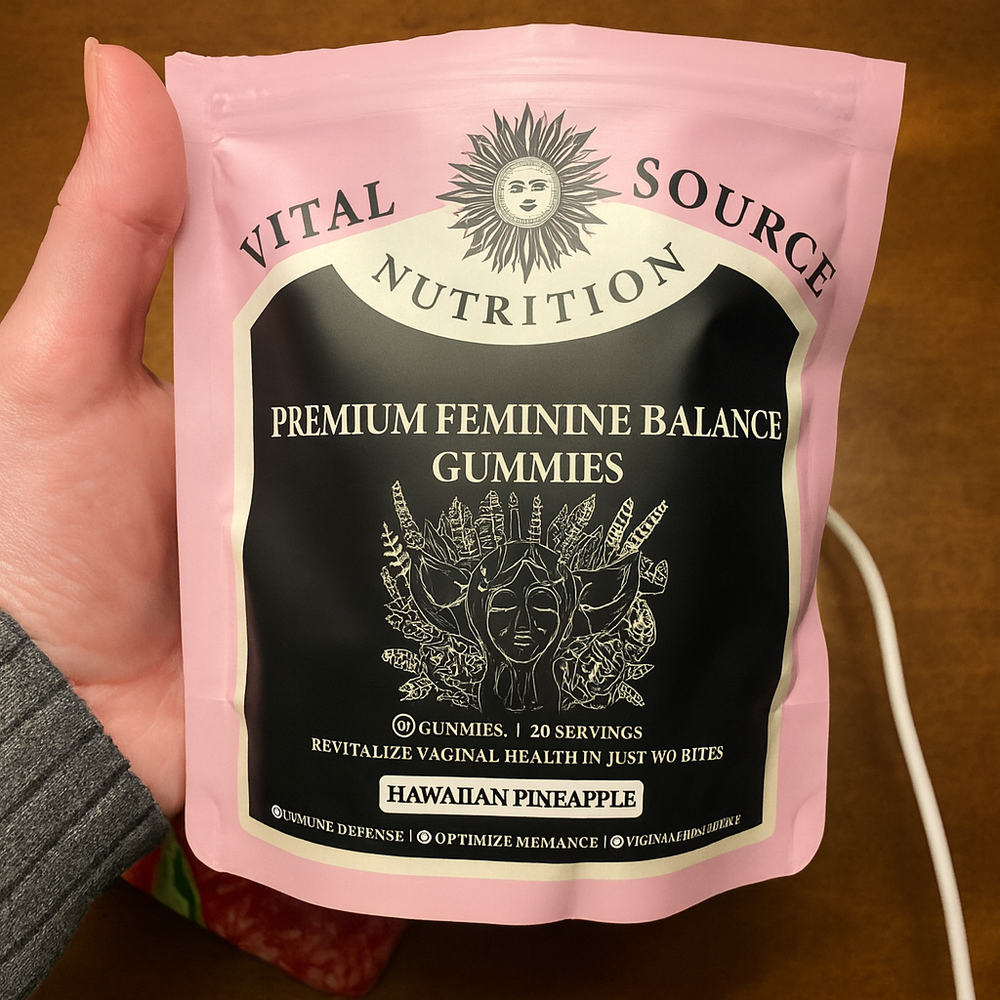 VITAL SOURCE
NUTRITION
PREMIUM FEMININE BALANCE
GUMMIES
GUNMIES. | 20 SERVINGS
REVITALIZE VAGINAL HEALTH IN JUST WO BITES
HAWAIIAN PINEAPPLE
DEFENSE | OPTIMIZE MEMANCE |